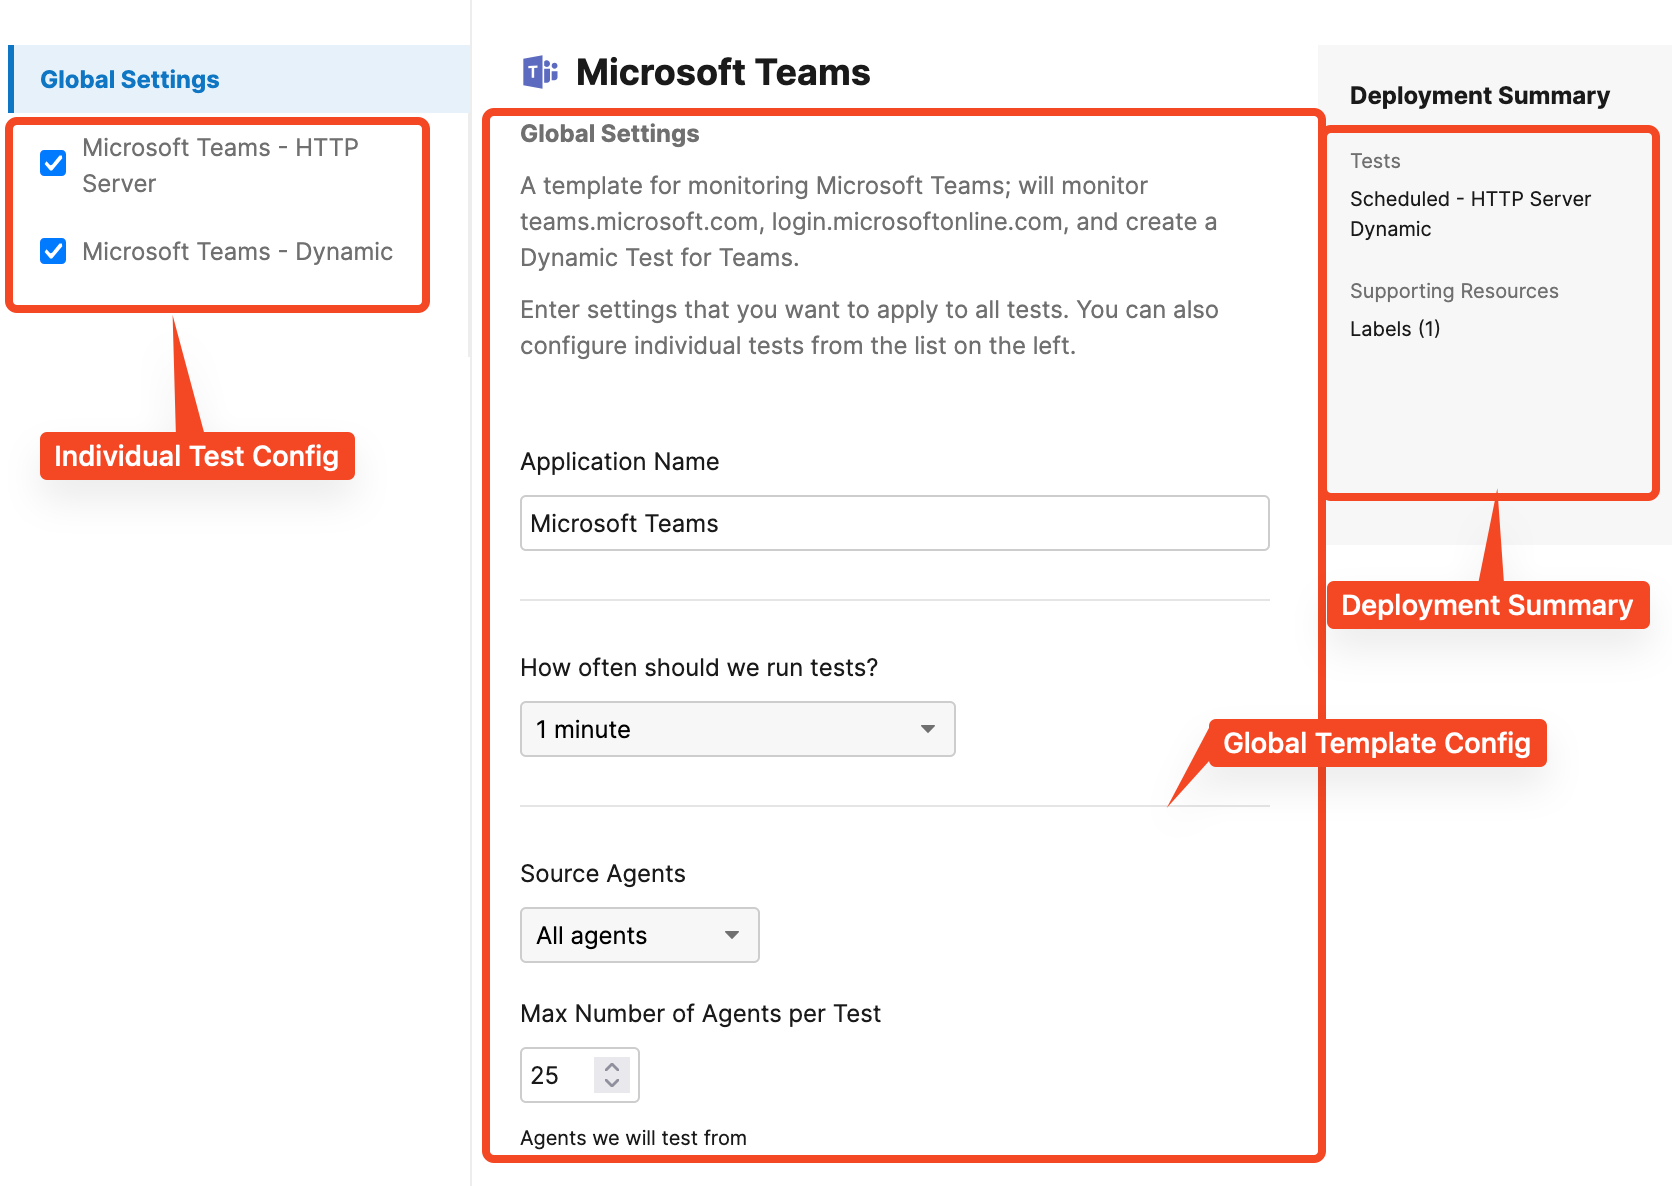 Global Settings
Microsoft Teams - HTTP
Server
Microsoft Teams - Dynamic
Individual Test Config
Microsoft Teams
Global Settings
A template for monitoring Microsoft Teams; will monitor
teams.microsoft.com, login.microsoftonline.com, and create a
Dynamic Test for Teams.
Enter settings that you want to apply to all tests. You can also
configure individual tests from the list on the left.
Application Name
Microsoft Teams
How often should we run tests?
1 minute
Global Template Config
Source Agents
All agents
Max Number of Agents per Test
25
Agents we will test from
Deployment Summary
Tests
Scheduled - HTTP Server
Dynamic
Supporting Resources
Labels (1)
Deployment Summary